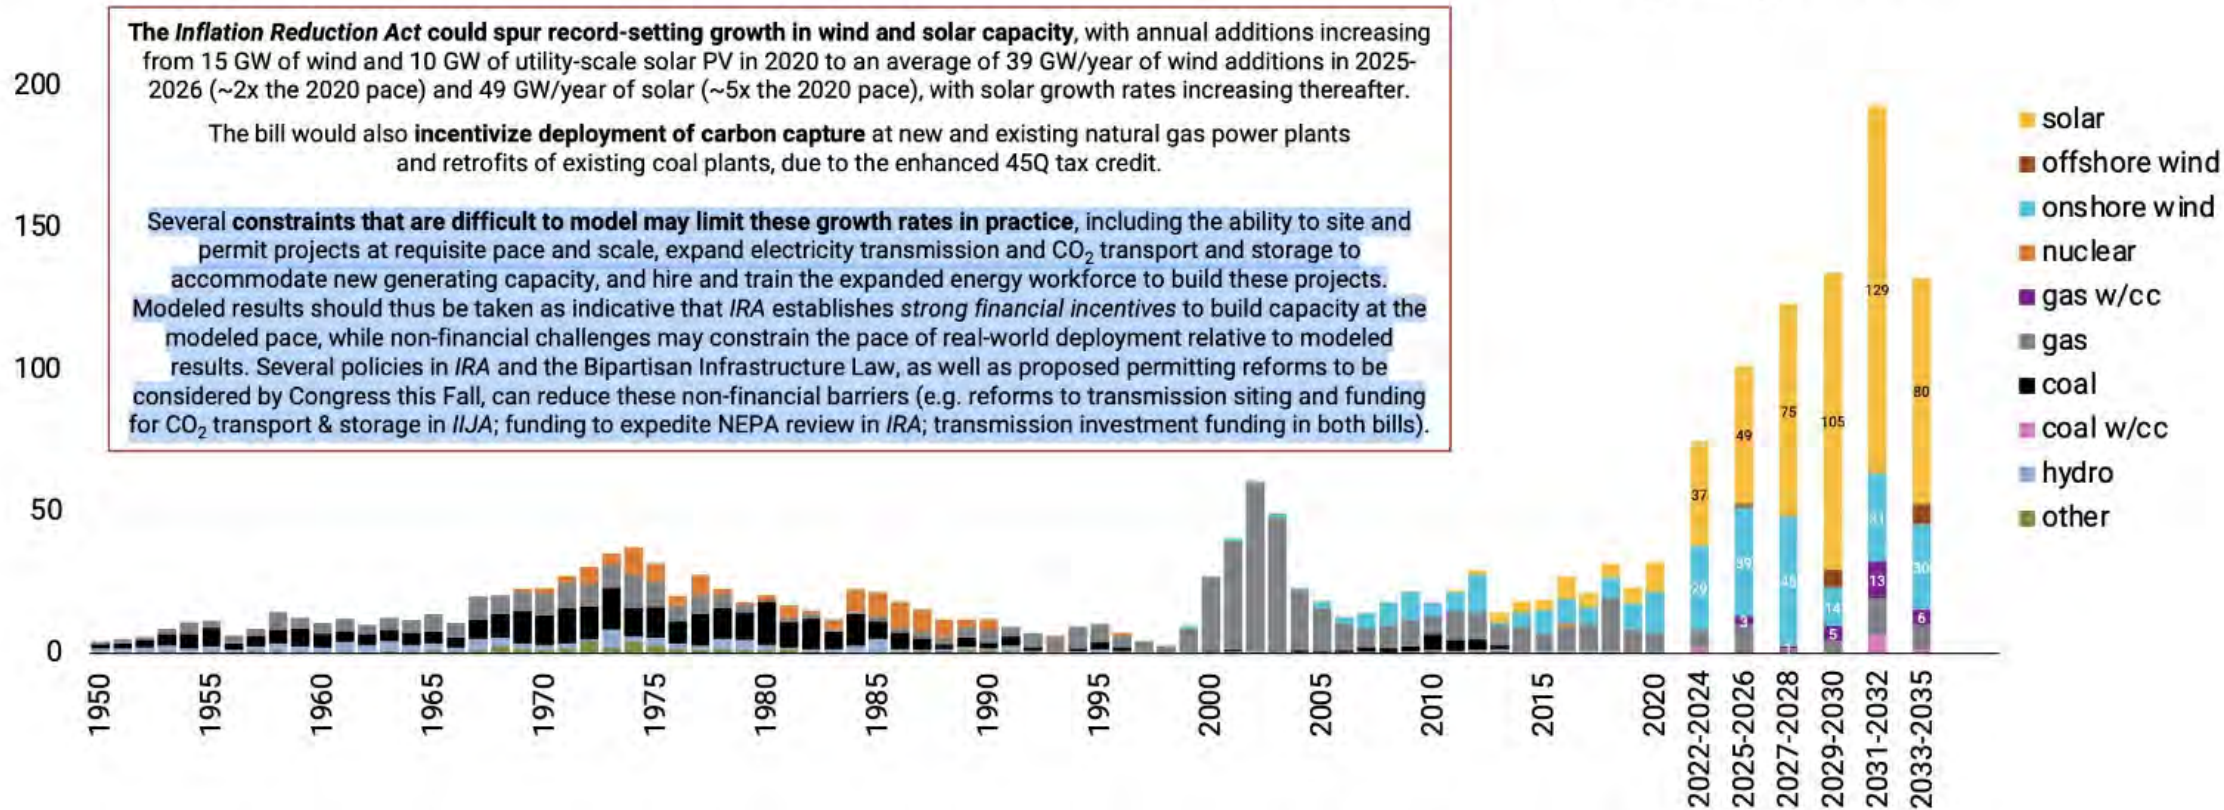 The Inflation Reduction Act could spur record-setting growth in wind and solar capacity, with annual additions increasing
from 15 GW of wind and 10 GW of utility-scale solar PV in 2020 to an average of 39 GW/year of wind additions in 2025-
2026 (~2x the 2020 pace) and 49 GW/year of solar (~5x the 2020 pace), with solar growth rates increasing thereafter.
The bill would also incentivize deployment of carbon capture at new and existing natural gas power plants
and retrofits of existing coal plants, due to the enhanced 45Q tax credit.
Several constraints that are difficult to model may limit these growth rates in practice, including the ability to site and
permit projects at requisite pace and scale, expand electricity transmission and CO₂ transport and storage to
accommodate new generating capacity, and hire and train the expanded energy workforce to build these projects.
Modeled results should thus be taken as indicative that IRA establishes strong financial incentives to build capacity at the
modeled pace, while non-financial challenges may constrain the pace of real-world deployment relative to modeled
results. Several policies in IRA and the Bipartisan Infrastructure Law, as well as proposed permitting reforms to be
considered by Congress this Fall, can reduce these non-financial barriers (e.g. reforms to transmission siting and funding
for CO₂ transport & storage in IIJA; funding to expedite NEPA review in IRA; transmission investment funding in both bills).
200
150
100
50
0
solar
offshore wind
onshore wind
nuclear
gas w/cc
gas
coal
coal w/cc
hydro
other
37
29
49
39
3
75
45
105
14
5
129
31
13
80
30
6
1950
1955
1960
1965
1970
1975
1980
1985
1990
1995
2000
2005
2010
2015
2020
2022-2024
2025-2026
2027-2028
2029-2030
2031-2032
2033-2035